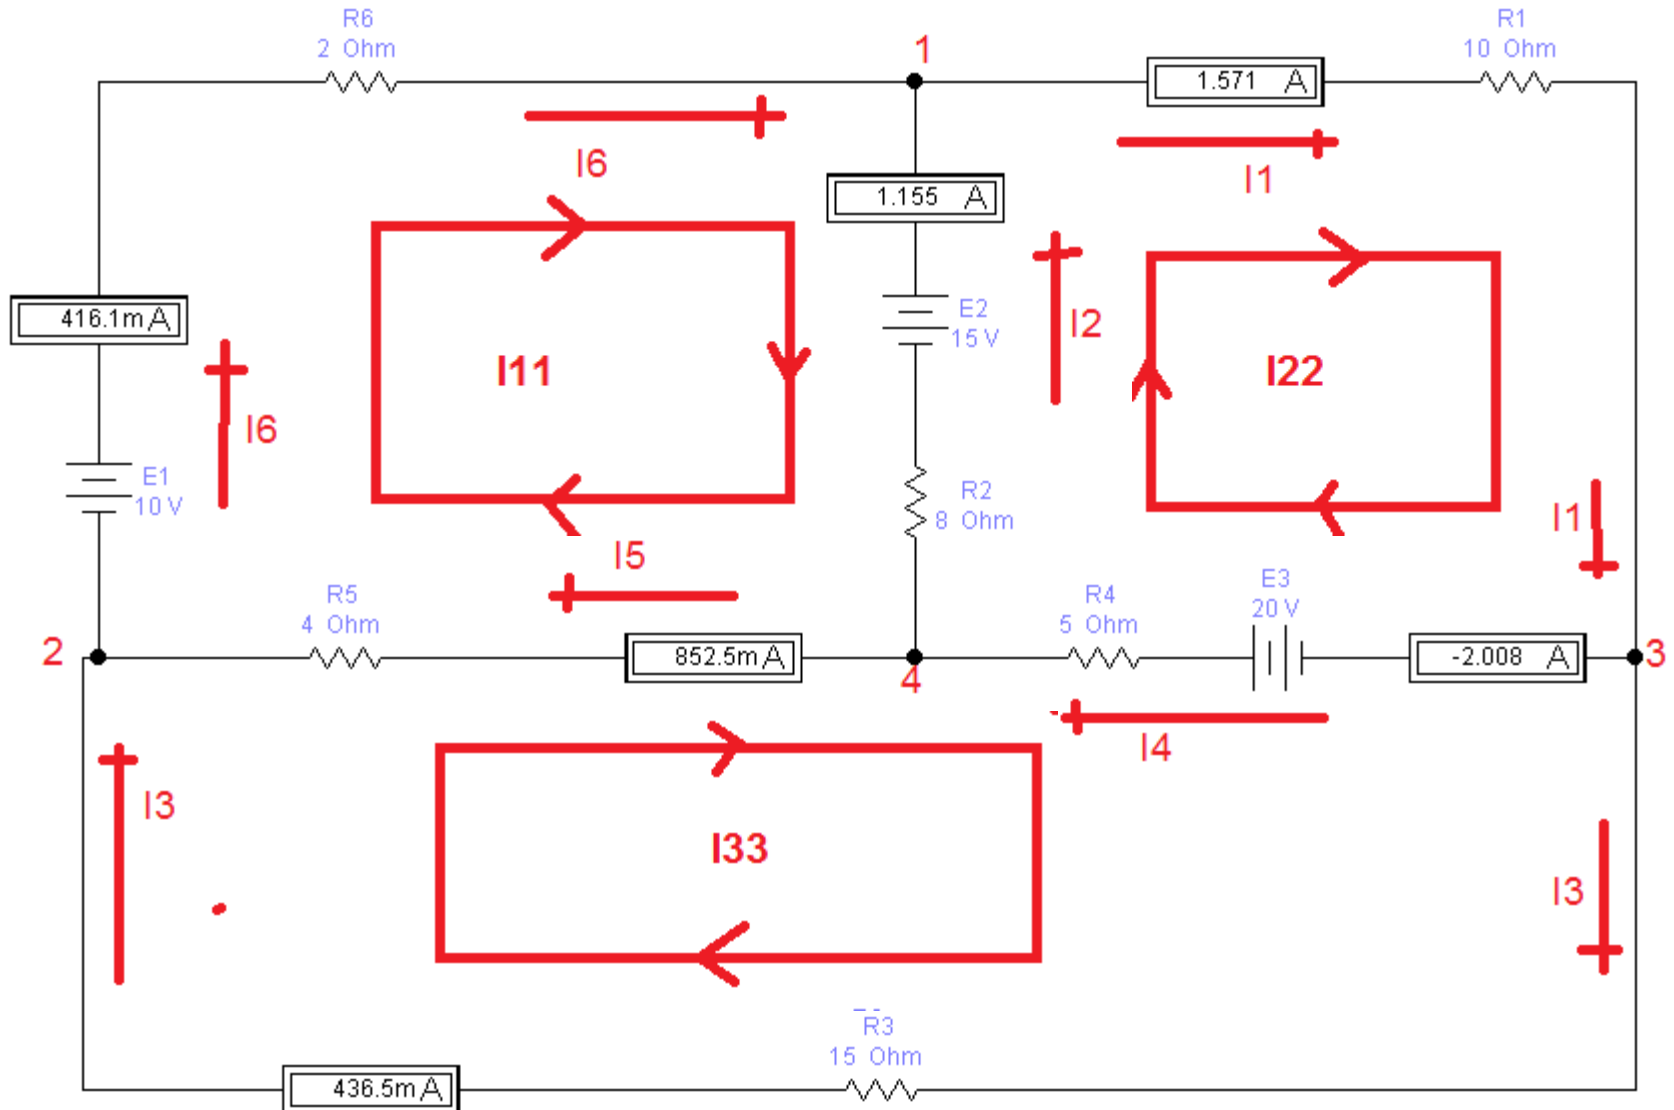 R6
2 Ohm
1
R1
10 Ohm
1.571 A
I6
I1
1.155 A
416.1m A
E2
15 V
I2
I11
I22
I6
E1
10 V
R2
8 Ohm
I1
I5
R5
4 Ohm
R4
5 Ohm
E3
20 V
2
852.5m A
4
-2.008 A
3
I4
I3
I33
I3
R3
15 Ohm
436.5m A